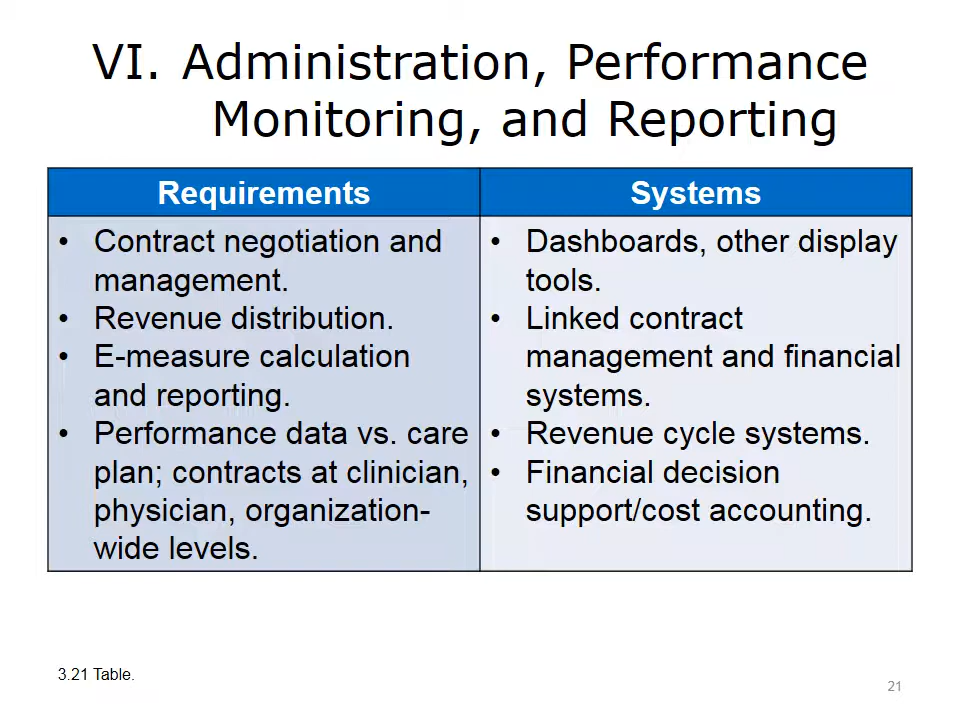 VI. Administration, Performance
Monitoring, and Reporting
Requirements
Systems
• Contract negotiation and
management.
• Revenue distribution.
• E-measure calculation
and reporting.
• Performance data vs. care
plan; contracts at clinician,
physician, organization-
wide levels.
• Dashboards, other display
tools.
• Linked contract
management and financial
systems.
• Revenue cycle systems.
• Financial decision
support/cost accounting.
3.21 Table.
21